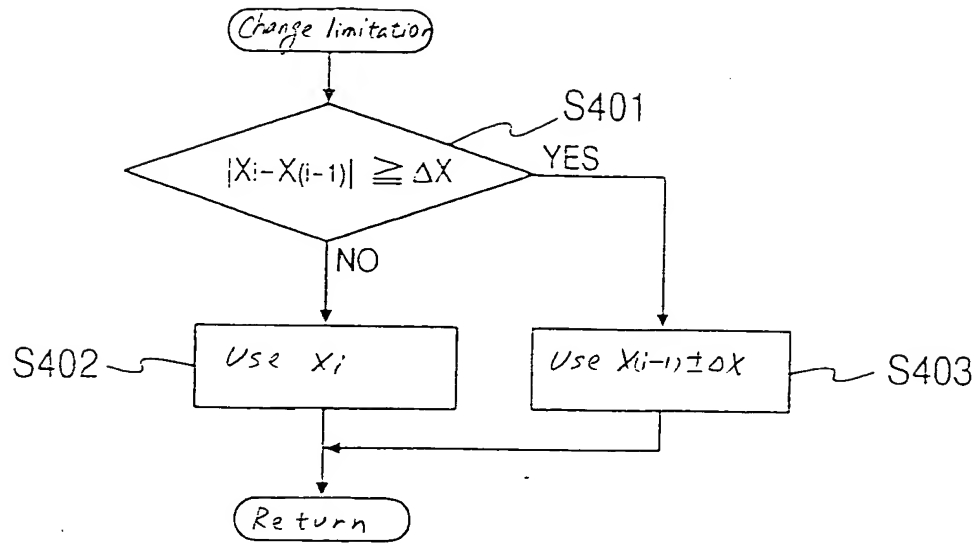 Change limitation
S401
|Xi-X(i-1)| ≧ ΔX
YES
NO
S402
Use Xi
Use X(i-1)±ΔX
S403
Return